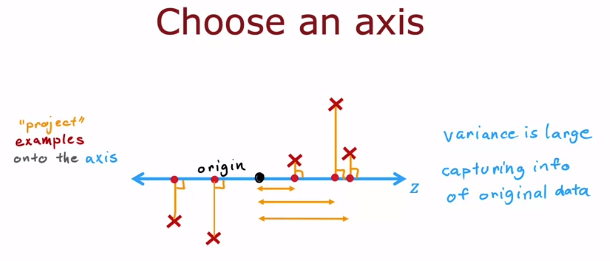 Choose an axis
"project"
examples
onto the axis
origin
z
variance is large
capturing info
of original data